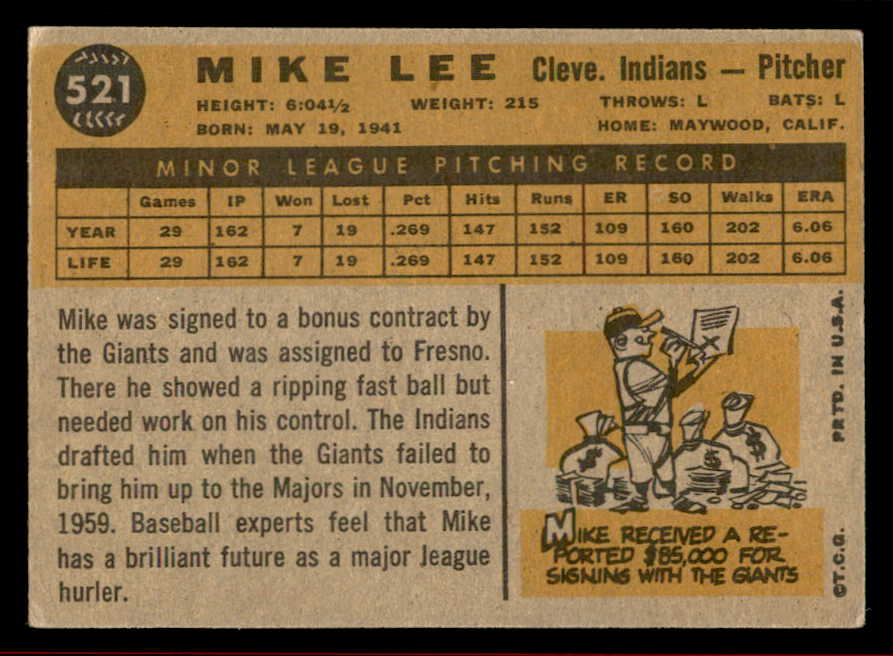 521
MIKE LEE Cleve. Indians — Pitcher
HEIGHT: 6:04½ WEIGHT: 215 THROWS: L BATS: L
BORN: MAY 19, 1941 HOME: MAYWOOD, CALIF.
MINOR LEAGUE PITCHING RECORD
Games IP Won Lost Pct Hits Runs ER SO Walks ERA
YEAR 29 162 7 19 .269 147 152 109 160 202 6.06
LIFE 29 162 7 19 .269 147 152 109 160 202 6.06
Mike was signed to a bonus contract by
the Giants and was assigned to Fresno.
There he showed a ripping fast ball but
needed work on his control. The Indians
drafted him when the Giants failed to
bring him up to the Majors in November,
1959. Baseball experts feel that Mike
has a brilliant future as a major league
hurler.
X
$ $ $
MIKE RECEIVED A RE-
PORTED $85,000 FOR
SIGNING WITH THE GIANTS
©T.C.G. PRTD. IN U.S.A.